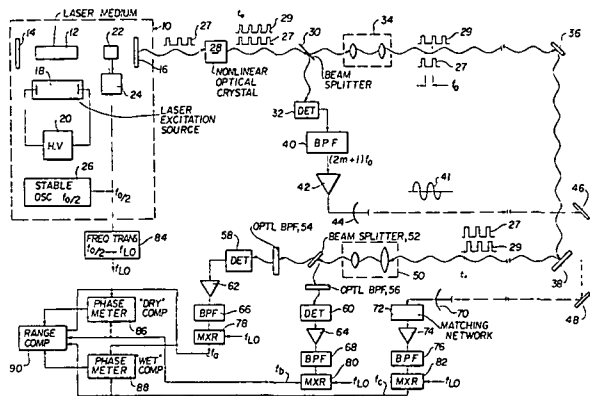 LASER MEDIUM
10
14
12
22
27
t₀
29
27
30
34
29
27
t₀
36
16
28
NONLINEAR
OPTICAL
CRYSTAL
BEAM
SPLITTER
18
24
LASER
EXCITATION
SOURCE
20
H.V
32
DET
40
BPF
(2m+1)f₀
26
STABLE
OSC f₀/2
f₀/2
42
41
44
46
FREQ TRANS
f₀/2 — fLO
84
fLO
OPTL BPF, 54
BEAM SPLITTER, 52
58
DET
27
29
50
38
48
62
OPTL
BPF, 56
60
DET
72
70
MATCHING
NETWORK
PHASE
METER
"DRY"
COMP
86
66
BPF
78
MXR
fLO
64
74
68
BPF
76
BPF
RANGE
COMP
90
PHASE
METER
"WET"
COMP
88
fa
fb
80
MXR
fLO
fc
82
MXR
fLO